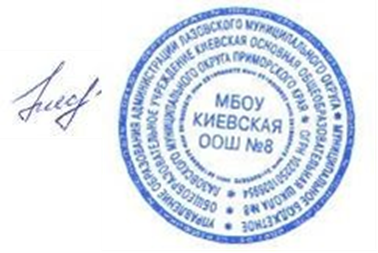 УПРАВЛЕНИЕ ОБРАЗОВАНИЯ АДМИНИСТРАЦИИ ЛАЗОВСКОГО МУНИЦИПАЛЬНОГО ОКРУГА * МУНИЦИПАЛЬНОЕ БЮДЖЕТНОЕ
ОБЩЕОБРАЗОВАТЕЛЬНОЕ УЧРЕЖДЕНИЕ КИЕВСКАЯ ОСНОВНАЯ ОБЩЕОБРАЗОВАТЕЛЬНАЯ ШКОЛА №8
ЛАЗОВСКОГО МУНИЦИПАЛЬНОГО ОКРУГА ПРИМОРСКОГО КРАЯ * ОГРН
МБОУ
КИЕВСКАЯ
ООШ №8